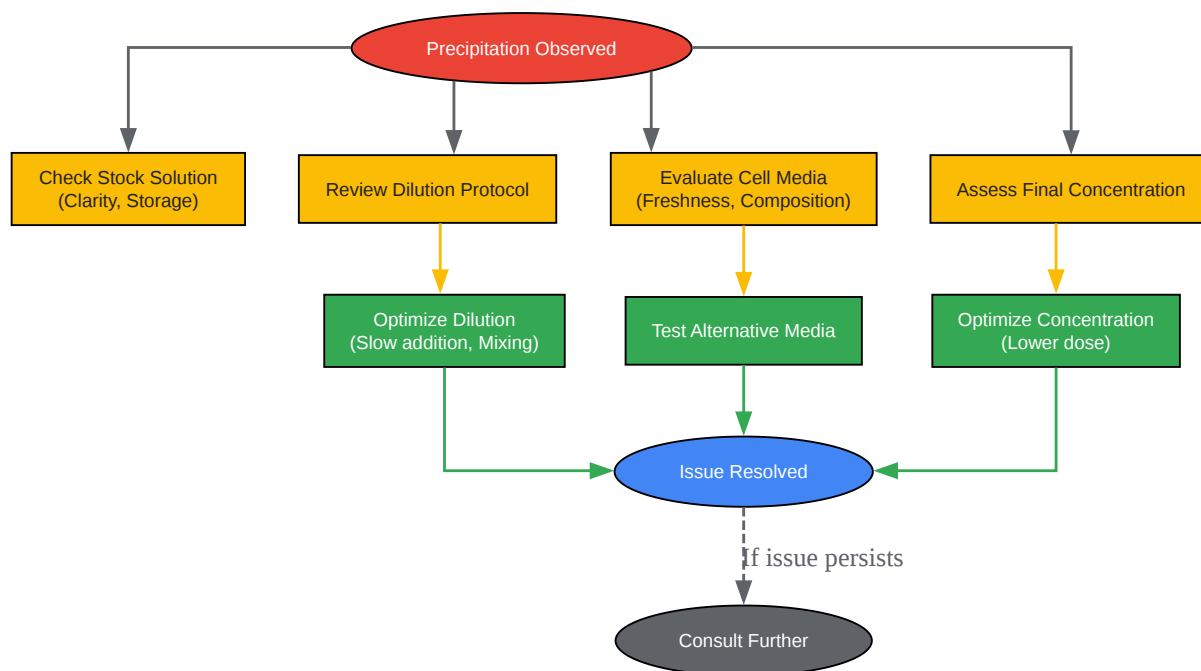 Precipitation Observed
Check Stock Solution
(Clarity, Storage)
Review Dilution Protocol
Evaluate Cell Media
(Freshness, Composition)
Assess Final Concentration
Optimize Dilution
(Slow addition, Mixing)
Test Alternative Media
Optimize Concentration
(Lower dose)
Issue Resolved
If issue persists
Consult Further